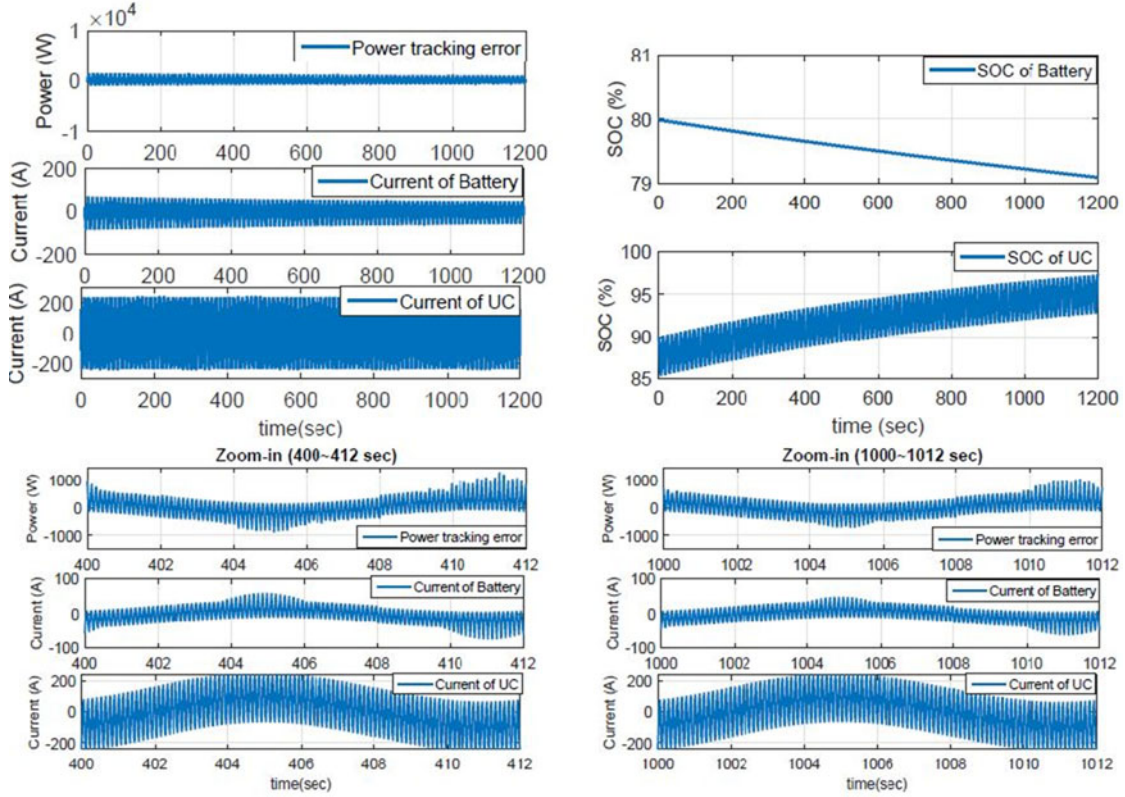 ×10⁴
Power (W)
1
0
-1
Power tracking error
0 200 400 600 800 1000 1200
Current (A)
200
0
-200
Current of Battery
0 200 400 600 800 1000 1200
Current (A)
200
0
-200
Current of UC
0 200 400 600 800 1000 1200
time(sec)
SOC (%)
81
80
79
SOC of Battery
0 200 400 600 800 1000 1200
SOC (%)
100
95
90
85
SOC of UC
0 200 400 600 800 1000 1200
time (sec)
Zoom-in (400~412 sec)
Power (W)
1000
0
-1000
Power tracking error
400 402 404 406 408 410 412
Current (A)
100
0
-100
Current of Battery
400 402 404 406 408 410 412
Current (A)
200
0
-200
Current of UC
400 402 404 406 408 410 412
time(sec)
Zoom-in (1000~1012 sec)
Power (W)
1000
0
-1000
Power tracking error
1000 1002 1004 1006 1008 1010 1012
Current (A)
100
0
-100
Current of Battery
1000 1002 1004 1006 1008 1010 1012
Current (A)
200
0
-200
Current of UC
1000 1002 1004 1006 1008 1010 1012
time(sec)